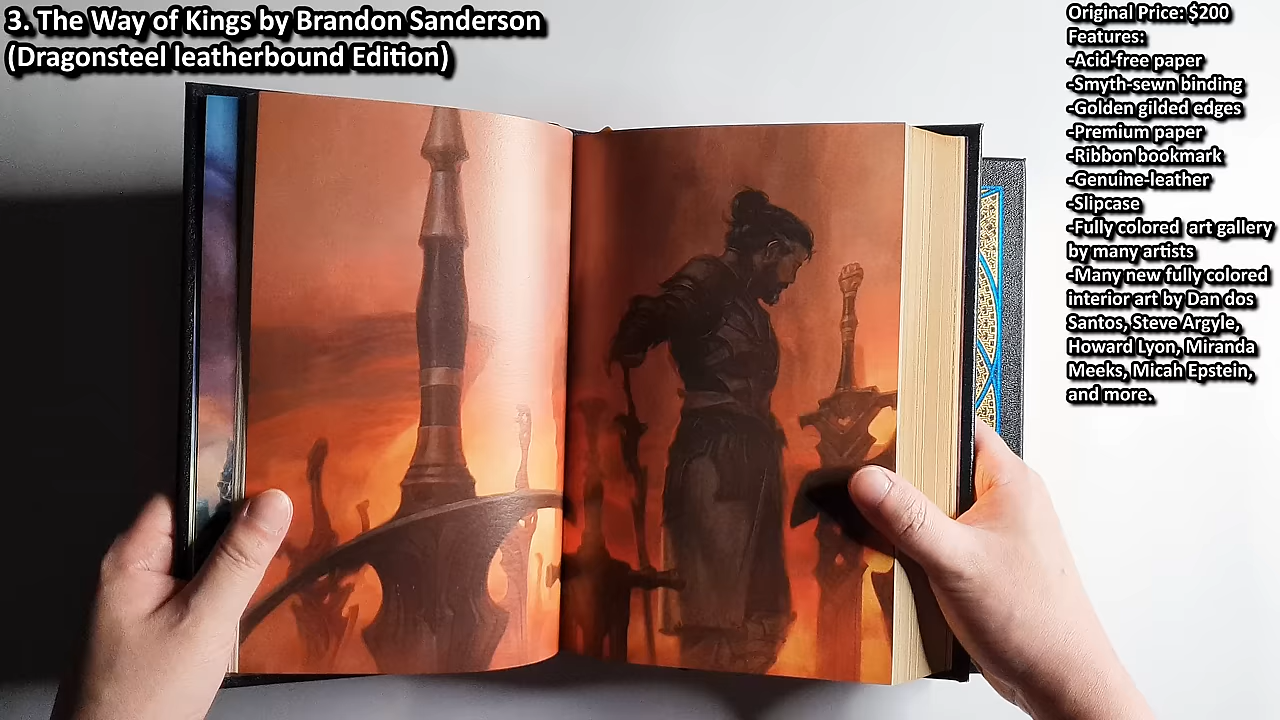 3. The Way of Kings by Brandon Sanderson
(Dragonsteel leatherbound Edition)
Original Price: $200
Features:
-Acid-free paper
-Smyth-sewn binding
-Golden gilded edges
-Premium paper
-Ribbon bookmark
-Genuine-leather
-Slipcase
-Fully colored art gallery
by many artists
-Many new fully colored
interior art by Dan dos
Santos, Steve Argyle,
Howard Lyon, Miranda
Meeks, Micah Epstein,
and more.